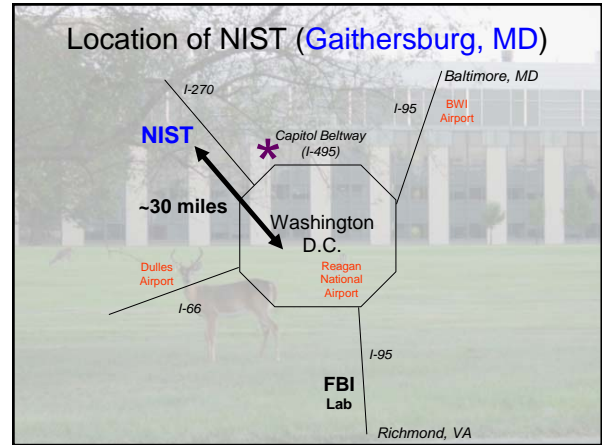 Location of NIST (Gaithersburg, MD)
Baltimore, MD
I-270
I-95
BWI
Airport
NIST
*
Capitol Beltway
(I-495)
~30 miles
Washington
D.C.
Dulles
Airport
Reagan
National
Airport
I-66
I-95
FBI
Lab
Richmond, VA